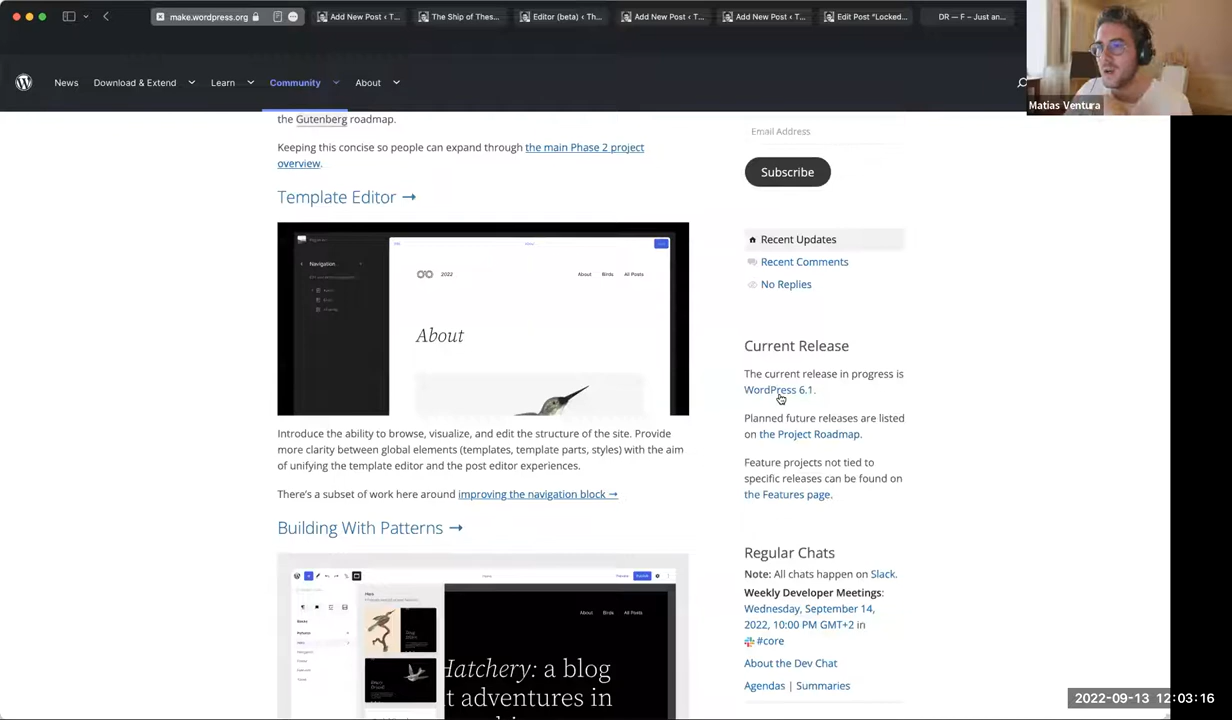 make.wordpress.org
Add New Post ‹ T...
The Ship of Thes...
Editor (beta) ‹ Th...
Add New Post ‹ T...
Add New Post ‹ T...
Edit Post "Locked...
DR — F – Just an...
News
Download & Extend
Learn
Community
About
Matias Ventura
the Gutenberg roadmap.
Keeping this concise so people can expand through the main Phase 2 project
overview.
Template Editor →
Navigation
2022
About
Birds
All Posts
About
Introduce the ability to browse, visualize, and edit the structure of the site. Provide
more clarity between global elements (templates, template parts, styles) with the aim
of unifying the template editor and the post editor experiences.
There's a subset of work here around improving the navigation block →
Building With Patterns →
About
Birds
All Posts
Hatchery: a blog
t adventures in
Email Address
Subscribe
Recent Updates
Recent Comments
No Replies
Current Release
The current release in progress is
WordPress 6.1.
Planned future releases are listed
on the Project Roadmap.
Feature projects not tied to
specific releases can be found on
the Features page.
Regular Chats
Note: All chats happen on Slack.
Weekly Developer Meetings:
Wednesday, September 14,
2022, 10:00 PM GMT+2 in
#core
About the Dev Chat
Agendas | Summaries
2022-09-13 12:03:16